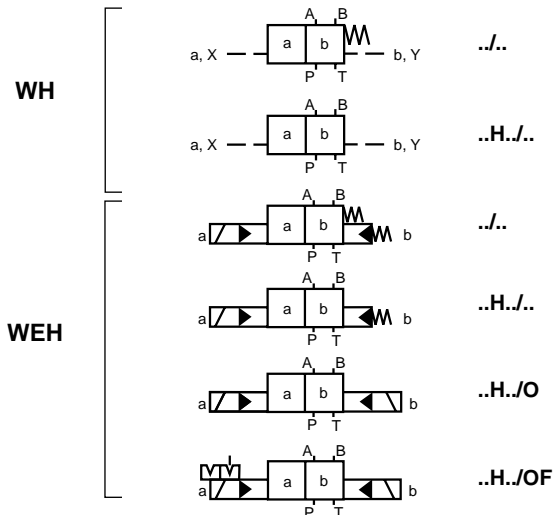 WH
A B
a b
a, X b, Y ../..
P T
A B
a b
a, X b, Y ..H../..
P T
WEH
A B
a b
a b ../..
P T
A B
a b
a b ..H../..
P T
A B
a b
a b ..H../O
P T
A B
a b
a b ..H../OF
P T